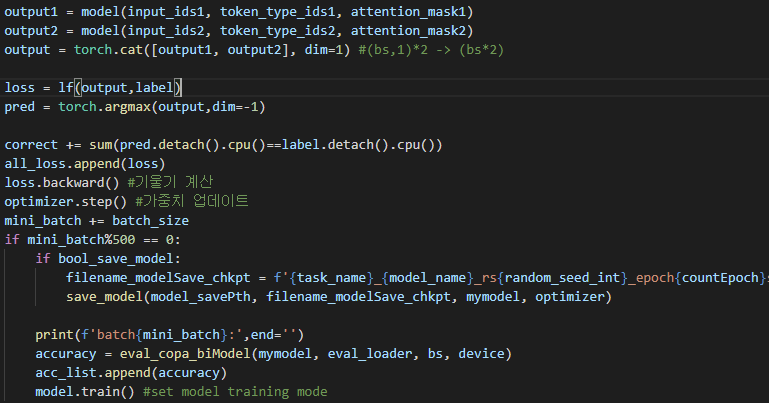 output1 = model(input_ids1, token_type_ids1, attention_mask1)
output2 = model(input_ids2, token_type_ids2, attention_mask2)
output = torch.cat([output1, output2], dim=1) #(bs,1)*2 -> (bs*2)
loss = lf(output,label)
pred = torch.argmax(output,dim=-1)
correct += sum(pred.detach().cpu()==label.detach().cpu())
all_loss.append(loss)
loss.backward() #기울기 계산
optimizer.step() #가중치 업데이트
mini_batch += batch_size
if mini_batch%500 == 0:
    if bool_save_model:
        filename_modelSave_chkpt = f'{task_name}_{model_name}_rs{random_seed_int}_epoch{countEpoch}s
        save_model(model_savePth, filename_modelSave_chkpt, mymodel, optimizer)
    print(f'batch{mini_batch}:',end='')
    accuracy = eval_copa_biModel(mymodel, eval_loader, bs, device)
    acc_list.append(accuracy)
    model.train() #set model training mode